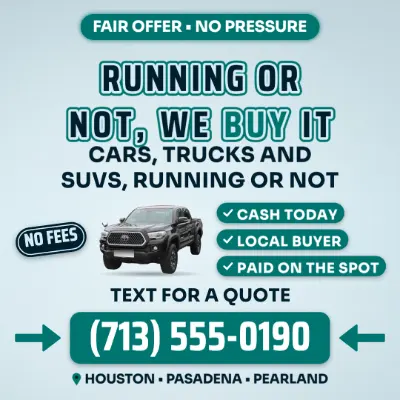 FAIR OFFER • NO PRESSURE
RUNNING OR
NOT, WE BUY IT
CARS, TRUCKS AND
SUVS, RUNNING OR NOT
NO FEES
✓ CASH TODAY
✓ LOCAL BUYER
✓ PAID ON THE SPOT
TEXT FOR A QUOTE
(713) 555-0190
HOUSTON • PASADENA • PEARLAND